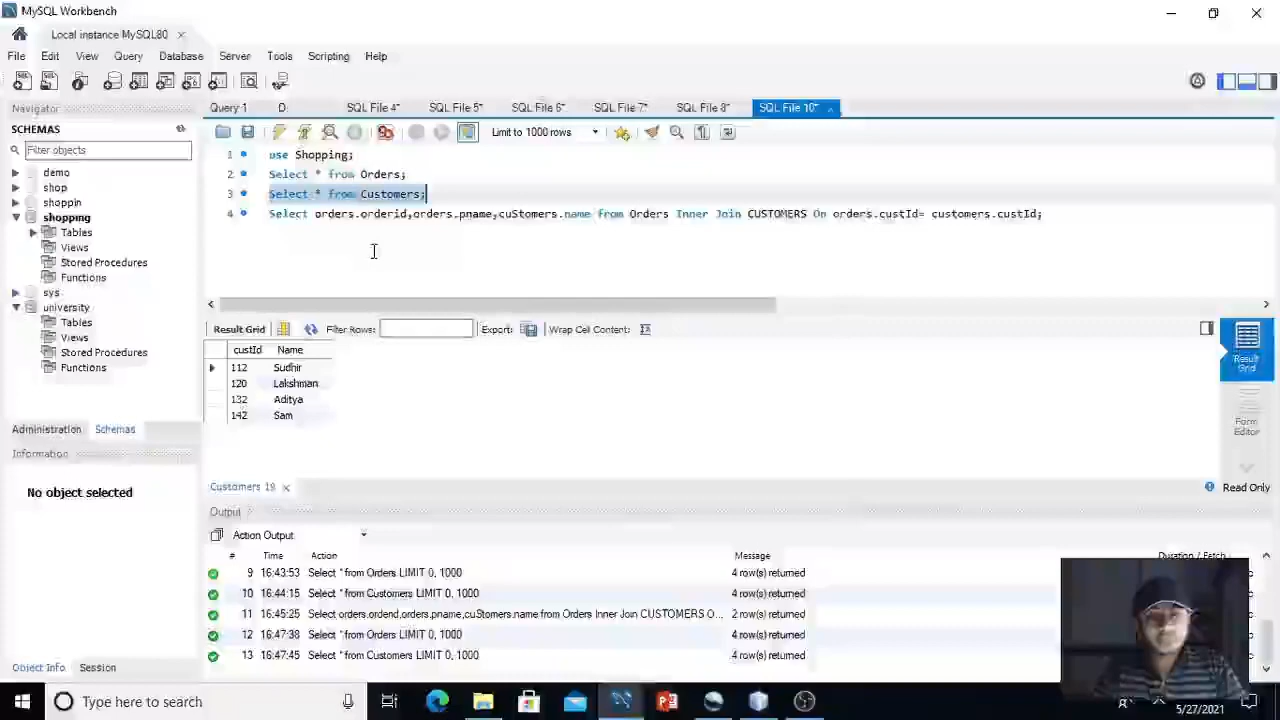 MySQL Workbench
Local instance MySQL80
File Edit View Query Database Server Tools Scripting Help
Navigator
SCHEMAS
Filter objects
demo
shop
shoppin
shopping
Tables
Views
Stored Procedures
Functions
sys
university
Tables
Views
Stored Procedures
Functions
Administration Schemas
Information
No object selected
Object Info Session
Query 1 SQL File 4* SQL File 5* SQL File 6* SQL File 7* SQL File 8* SQL File 10*
Limit to 1000 rows
1 use Shopping;
2 Select * from Orders;
3 Select * from Customers;
4 Select orders.orderid,orders.pname,cuStomers.name from Orders Inner Join CUSTOMERS On orders.custId= customers.custId;
Result Grid Filter Rows: Export: Wrap Cell Content:
custId Name
112 Sudhir
120 Lakshman
132 Aditya
142 Sam
Result Grid
Form Editor
Customers 19
Read Only
Output
Action Output
# Time Action Message Duration / Fetch
9 16:43:53 Select * from Orders LIMIT 0, 1000 4 row(s) returned
10 16:44:15 Select * from Customers LIMIT 0, 1000 4 row(s) returned
11 16:45:25 Select orders.orderid,orders.pname,cuStomers.name from Orders Inner Join CUSTOMERS O... 2 row(s) returned
12 16:47:38 Select * from Orders LIMIT 0, 1000 4 row(s) returned
13 16:47:45 Select * from Customers LIMIT 0, 1000 4 row(s) returned
Type here to search
5/27/2021